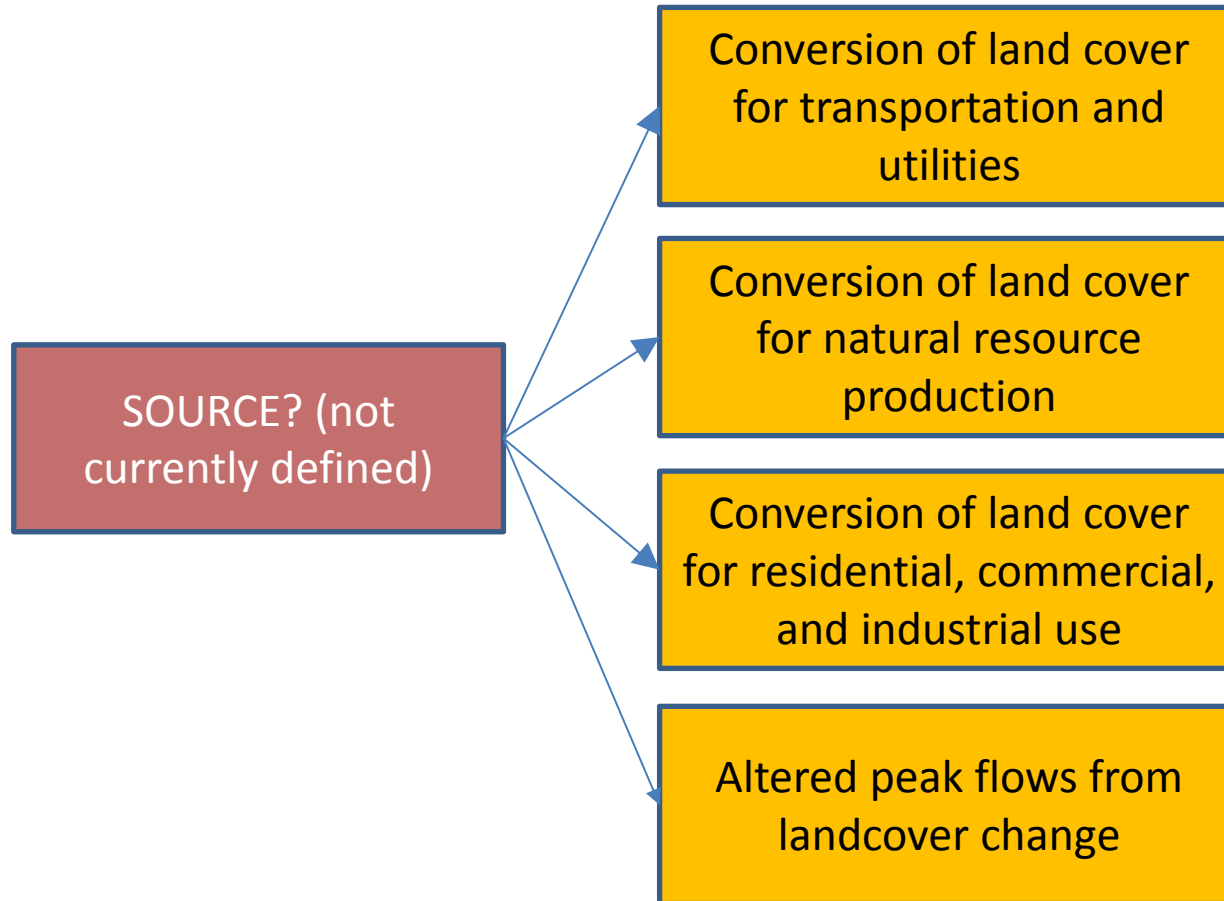 Conversion of land cover
for transportation and
utilities
Conversion of land cover
for natural resource
production
SOURCE? (not
currently defined)
Conversion of land cover
for residential, commercial,
and industrial use
Altered peak flows from
landcover change